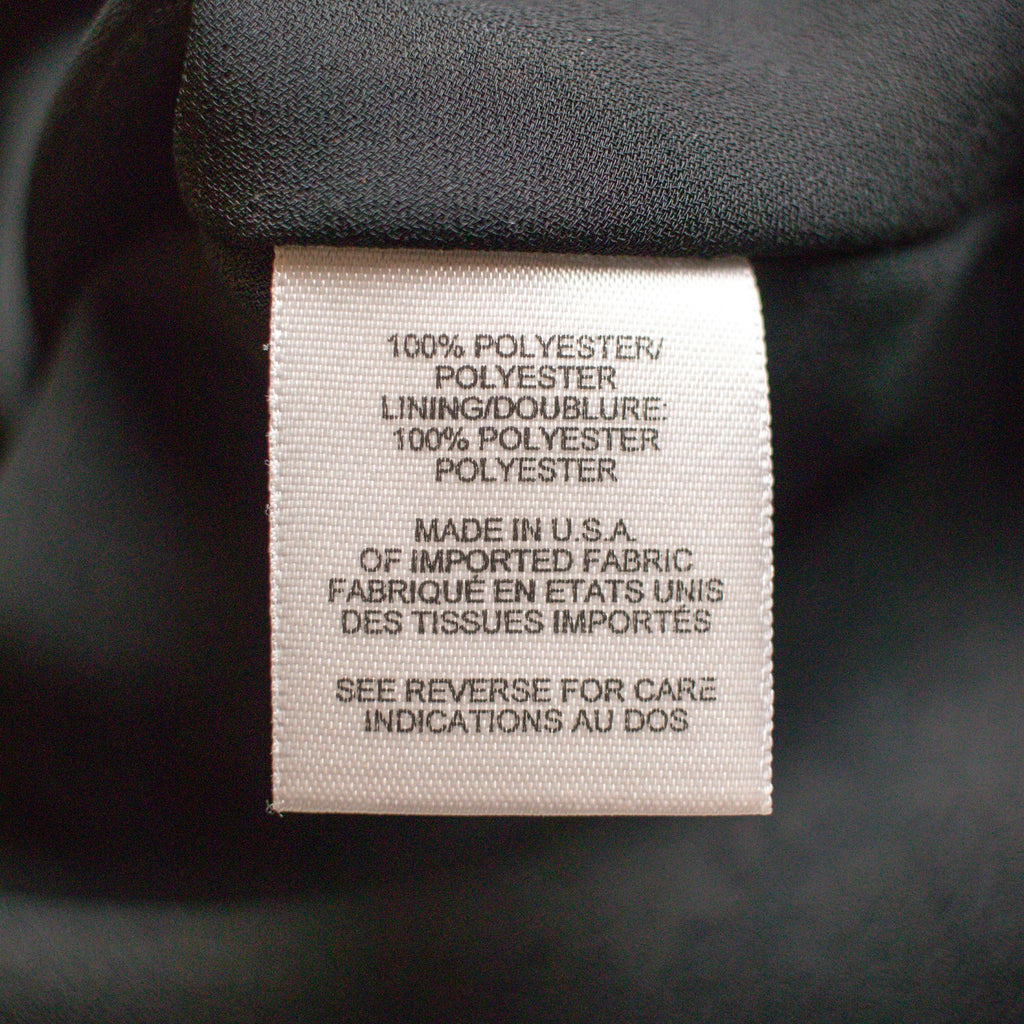 100% POLYESTER/
POLYESTER
LINING/DOUBLURE:
100% POLYESTER
POLYESTER
MADE IN U.S.A.
OF IMPORTED FABRIC
FABRIQUÉ EN ETATS UNIS
DES TISSUES IMPORTÉS
SEE REVERSE FOR CARE
INDICATIONS AU DOS